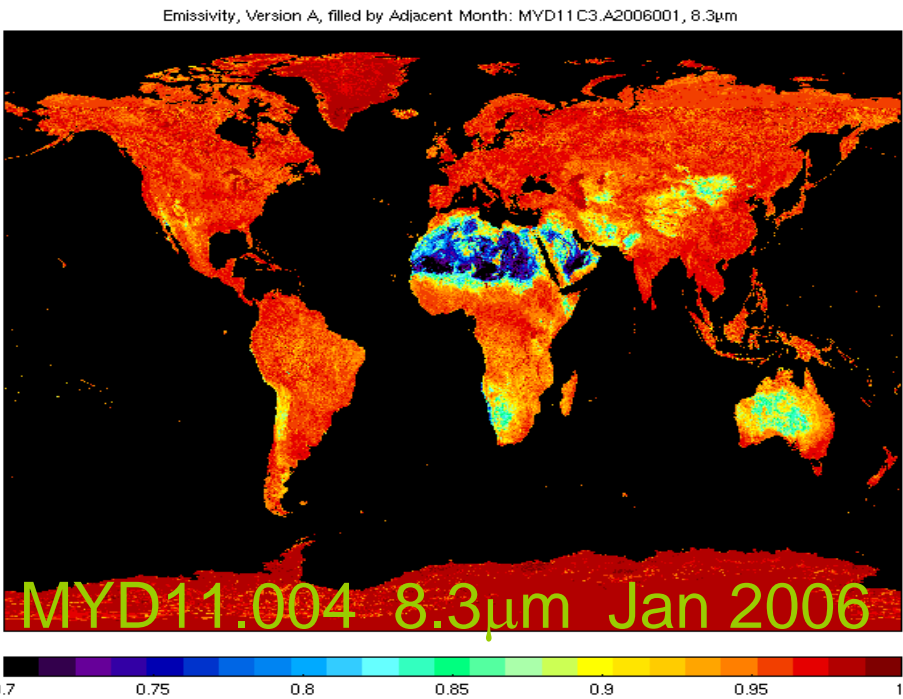 Emissivity, Version A, filled by Adjacent Month: MYD11C3.A2006001, 8.3μm
MYD11.004 8.3μm Jan 2006
0.7 0.75 0.8 0.85 0.9 0.95 1